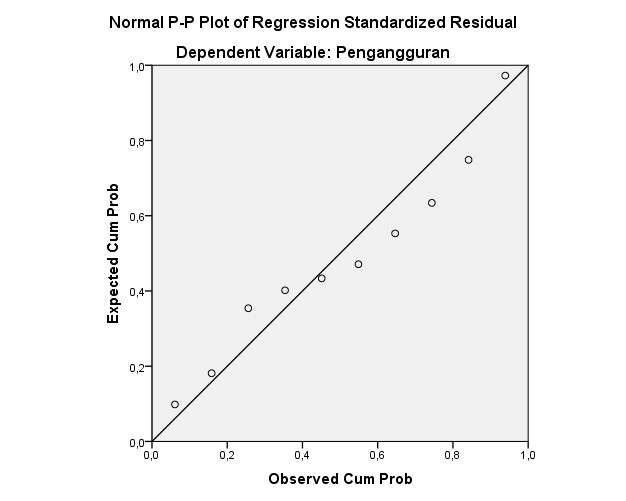 Normal P-P Plot of Regression Standardized Residual
Dependent Variable: Pengangguran
Expected Cum Prob
1,0
0,8
0,6
0,4
0,2
0,0
0,0 0,2 0,4 0,6 0,8 1,0
Observed Cum Prob